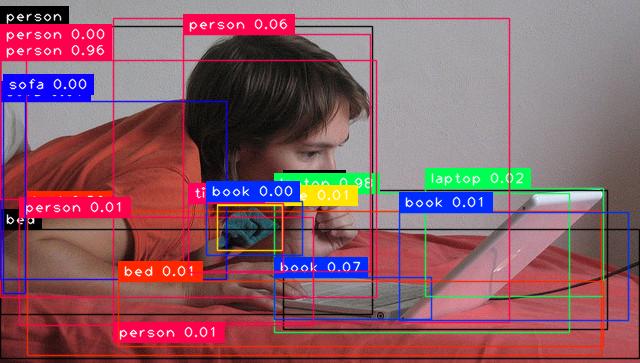 person
person 0.06
person 0.00
person 0.96
sofa 0.00
laptop 0.02
0.98
book 0.00
0.01
book 0.01
person 0.01
bed
book 0.07
bed 0.01
person 0.01